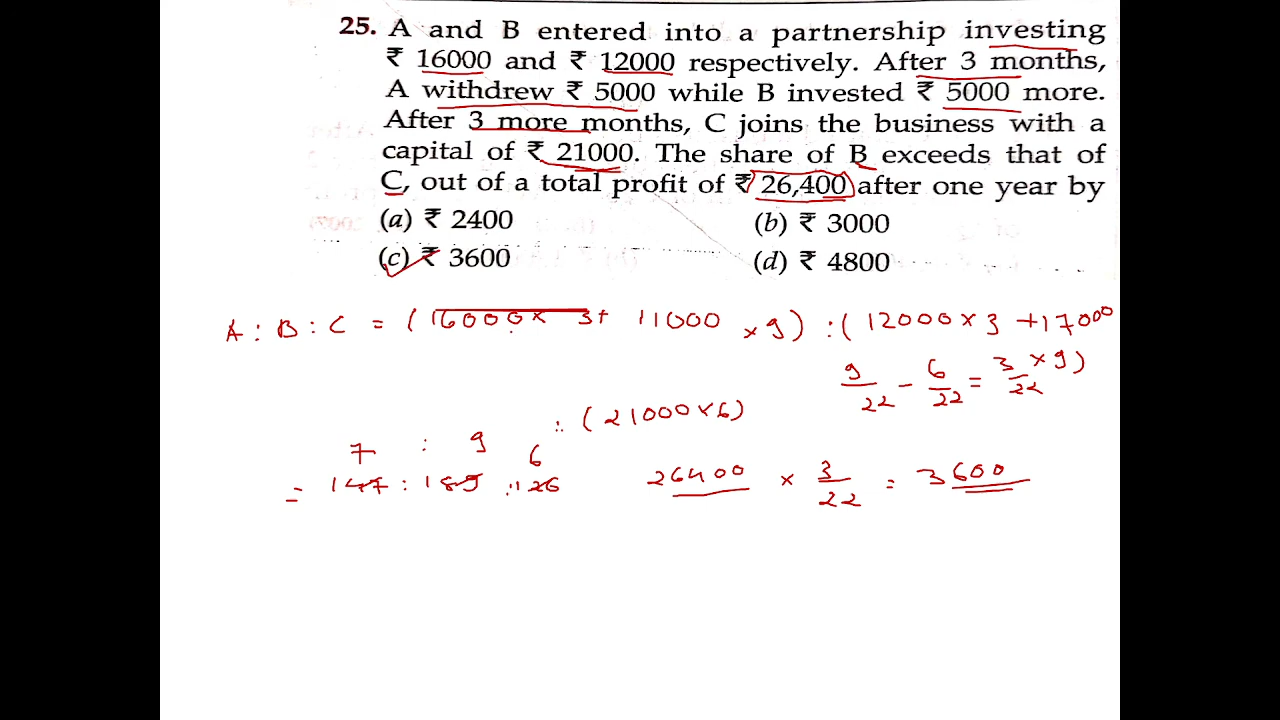 25. A and B entered into a partnership investing
₹ 16000 and ₹ 12000 respectively. After 3 months,
A withdrew ₹ 5000 while B invested ₹ 5000 more.
After 3 more months, C joins the business with a
capital of ₹ 21000. The share of B exceeds that of
C, out of a total profit of ₹ 26,400 after one year by
(a) ₹ 2400 (b) ₹ 3000
(c) ₹ 3600 (d) ₹ 4800
A : B : C = (16000 × 3 + 11000 × 9) : (12000 × 3 + 17000
× 9)
9/22 - 6/22 = 3/22
: (21000 × 6)
7 : 9 6
= 147 : 189 : 126 26400 × 3/22 = 3600